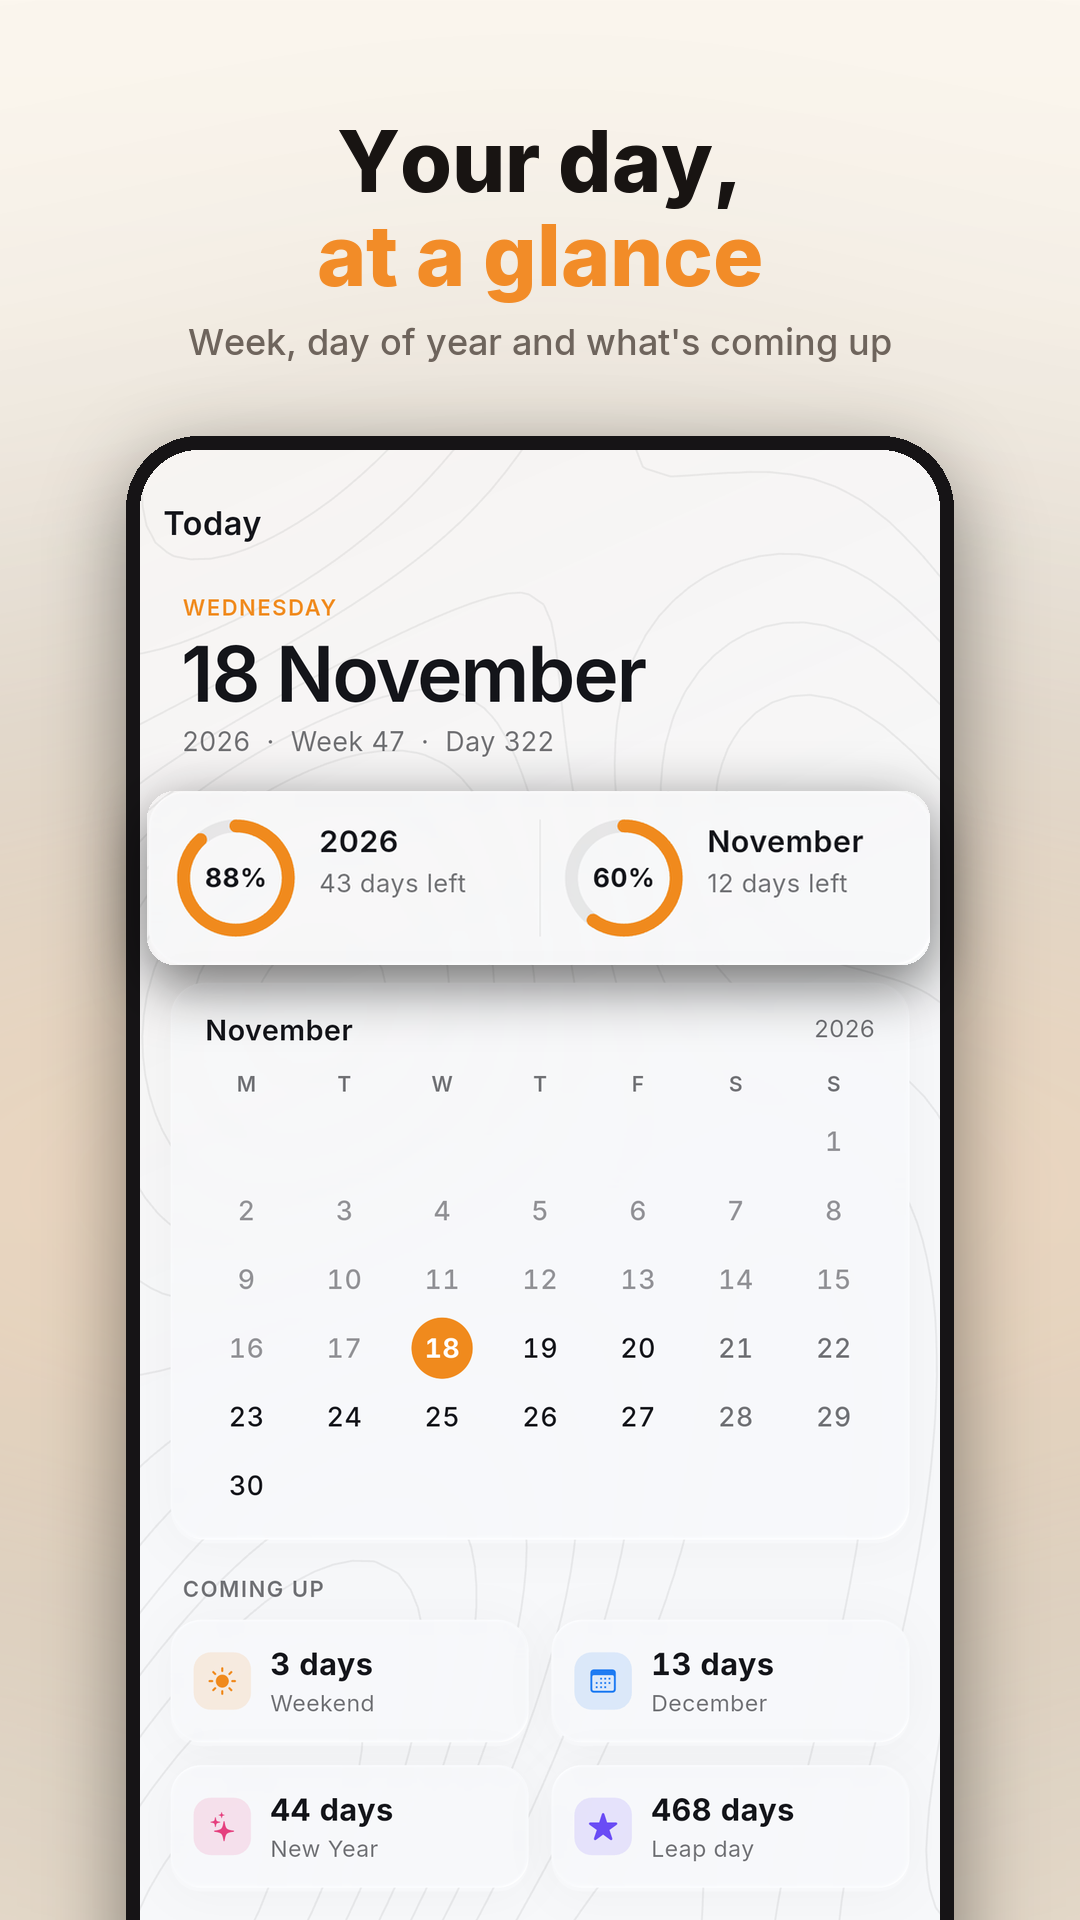 Your day,
at a glance
Week, day of year and what's coming up
Today
WEDNESDAY
18 November
2026 · Week 47 · Day 322
88%
2026
43 days left
60%
November
12 days left
November 2026
M T W T F S S
1
2 3 4 5 6 7 8
9 10 11 12 13 14 15
16 17 18 19 20 21 22
23 24 25 26 27 28 29
30
COMING UP
3 days
Weekend
13 days
December
44 days
New Year
468 days
Leap day